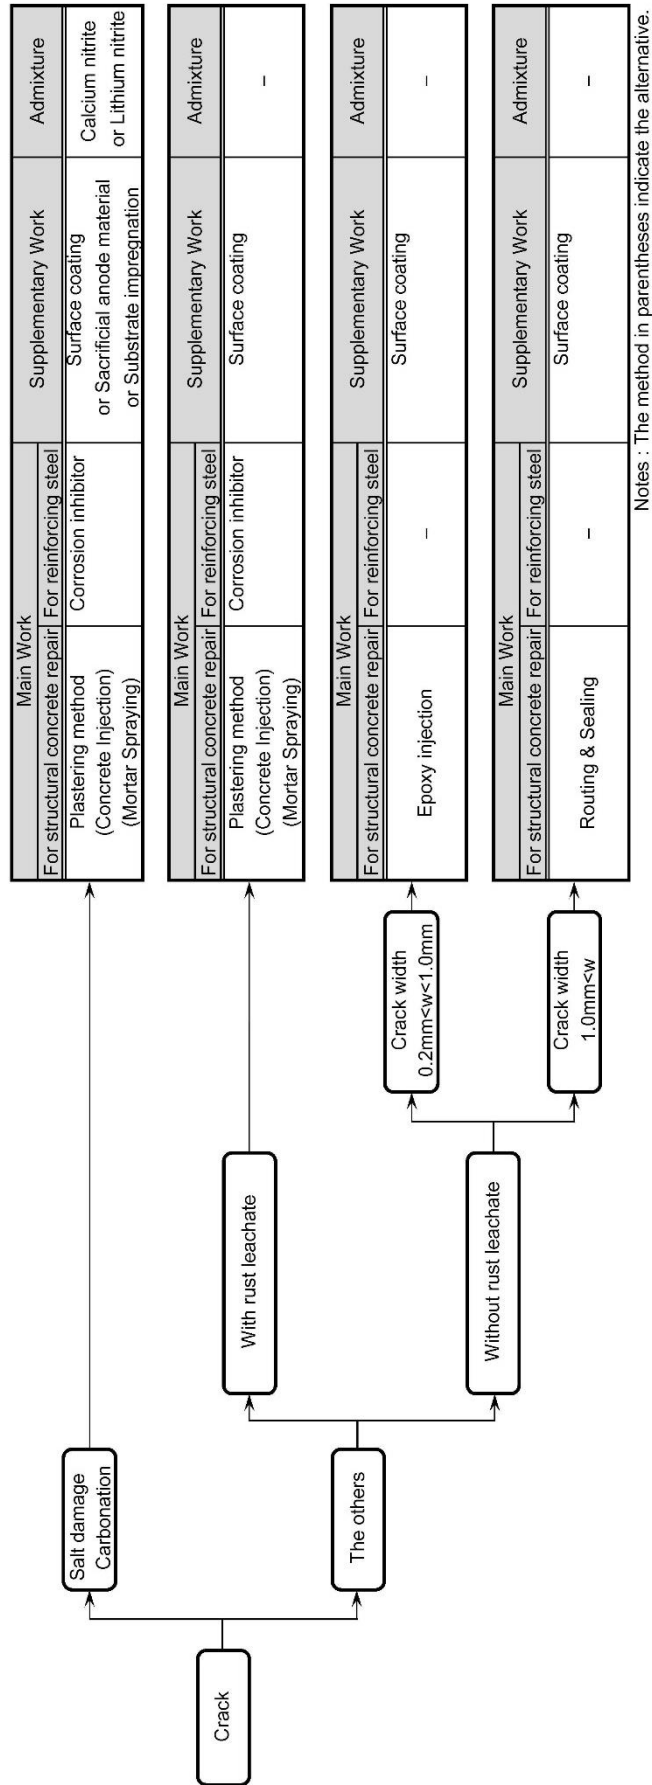 Crack
Salt damage
Carbonation
The others
With rust leachate
Without rust leachate
Crack width
0.2mm<w<1.0mm
Crack width
1.0mm<w
Main Work
Supplementary Work
Admixture
For structural concrete repair
For reinforcing steel
Plastering method
(Concrete Injection)
(Mortar Spraying)
Corrosion inhibitor
Surface coating
or Sacrificial anode material
or Substrate impregnation
Calcium nitrite
or Lithium nitrite
Main Work
Supplementary Work
Admixture
For structural concrete repair
For reinforcing steel
Plastering method
(Concrete Injection)
(Mortar Spraying)
Corrosion inhibitor
Surface coating
–
Main Work
Supplementary Work
Admixture
For structural concrete repair
For reinforcing steel
Epoxy injection
–
Surface coating
–
Main Work
Supplementary Work
Admixture
For structural concrete repair
For reinforcing steel
Routing & Sealing
–
Surface coating
–
Notes : The method in parentheses indicate the alternative.